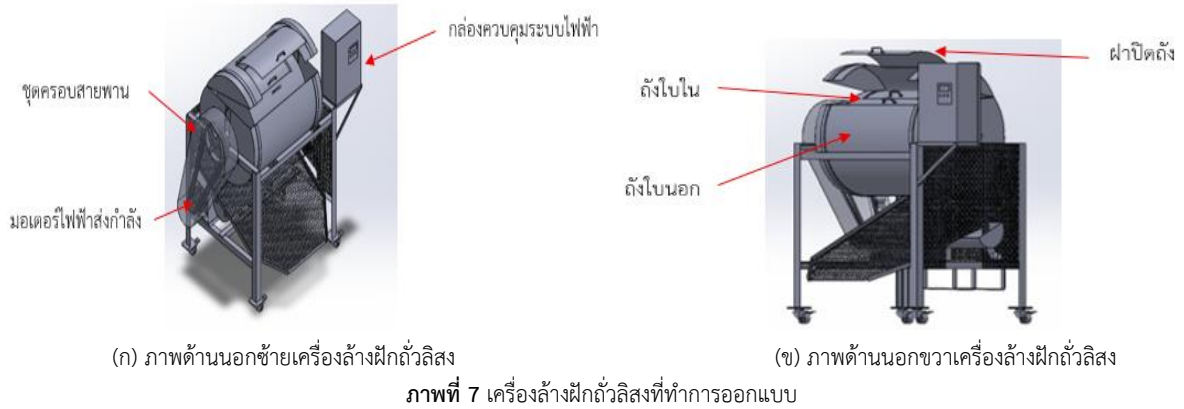 กล่องควบคุมระบบไฟฟ้า
ชุดครอบสายพาน
มอเตอร์ไฟฟ้าส่งกำลัง
ฝาปิดถัง
ถังใบใน
ถังใบนอก
(ก) ภาพด้านนอกซ้ายเครื่องล้างฝักถั่วลิสง
(ข) ภาพด้านนอกขวาเครื่องล้างฝักถั่วลิสง
ภาพที่ 7 เครื่องล้างฝักถั่วลิสงที่ทำการออกแบบ